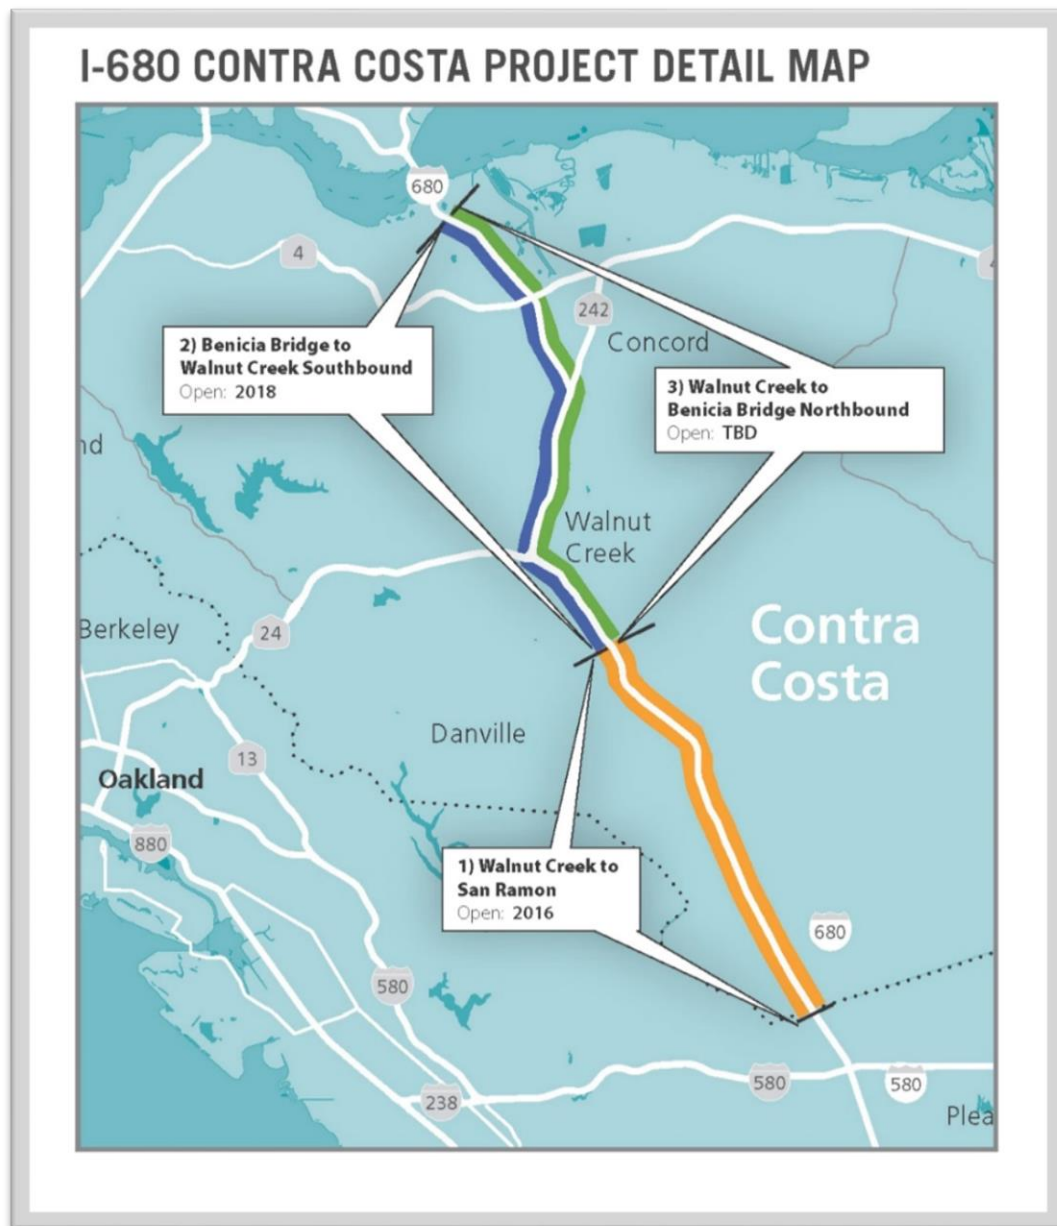 I-680 CONTRA COSTA PROJECT DETAIL MAP
680
4
4
242
2) Benicia Bridge to
Walnut Creek Southbound
Open: 2018
Concord
3) Walnut Creek to
Benicia Bridge Northbound
Open: TBD
nd
Walnut
Creek
Berkeley
24
Contra
Costa
Danville
13
Oakland
880
1) Walnut Creek to
San Ramon
Open: 2016
680
580
580
580
238
Plea